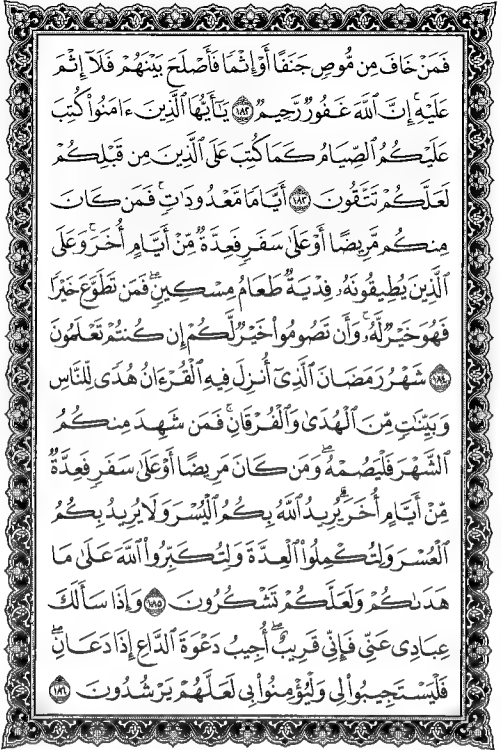 فَمَنْ خَافَ مِن مُّوصٍ جَنَفًا أَوْ إِثْمًا فَأَصْلَحَ بَيْنَهُمْ فَلَآ إِثْمَ
عَلَيْهِ ۚ إِنَّ ٱللَّهَ غَفُورٌ رَّحِيمٌ ١٨٢ يَـٰٓأَيُّهَا ٱلَّذِينَ ءَامَنُوا۟ كُتِبَ
عَلَيْكُمُ ٱلصِّيَامُ كَمَا كُتِبَ عَلَى ٱلَّذِينَ مِن قَبْلِكُمْ
لَعَلَّكُمْ تَتَّقُونَ ١٨٣ أَيَّامًا مَّعْدُودَٰتٍ ۚ فَمَن كَانَ
مِنكُم مَّرِيضًا أَوْ عَلَىٰ سَفَرٍ فَعِدَّةٌ مِّنْ أَيَّامٍ أُخَرَ ۚ وَعَلَى
ٱلَّذِينَ يُطِيقُونَهُۥ فِدْيَةٌ طَعَامُ مِسْكِينٍ ۖ فَمَن تَطَوَّعَ خَيْرًا
فَهُوَ خَيْرٌ لَّهُۥ ۚ وَأَن تَصُومُوا۟ خَيْرٌ لَّكُمْ ۖ إِن كُنتُمْ تَعْلَمُونَ
١٨٤ شَهْرُ رَمَضَانَ ٱلَّذِىٓ أُنزِلَ فِيهِ ٱلْقُرْءَانُ هُدًى لِّلنَّاسِ
وَبَيِّنَـٰتٍ مِّنَ ٱلْهُدَىٰ وَٱلْفُرْقَانِ ۚ فَمَن شَهِدَ مِنكُمُ
ٱلشَّهْرَ فَلْيَصُمْهُ ۖ وَمَن كَانَ مَرِيضًا أَوْ عَلَىٰ سَفَرٍ فَعِدَّةٌ
مِّنْ أَيَّامٍ أُخَرَ ۗ يُرِيدُ ٱللَّهُ بِكُمُ ٱلْيُسْرَ وَلَا يُرِيدُ بِكُمُ
ٱلْعُسْرَ وَلِتُكْمِلُوا۟ ٱلْعِدَّةَ وَلِتُكَبِّرُوا۟ ٱللَّهَ عَلَىٰ مَا
هَدَىٰكُمْ وَلَعَلَّكُمْ تَشْكُرُونَ ١٨٥ وَإِذَا سَأَلَكَ
عِبَادِى عَنِّى فَإِنِّى قَرِيبٌ ۖ أُجِيبُ دَعْوَةَ ٱلدَّاعِ إِذَا دَعَانِ ۖ
فَلْيَسْتَجِيبُوا۟ لِى وَلْيُؤْمِنُوا۟ بِى لَعَلَّهُمْ يَرْشُدُونَ ١٨٦